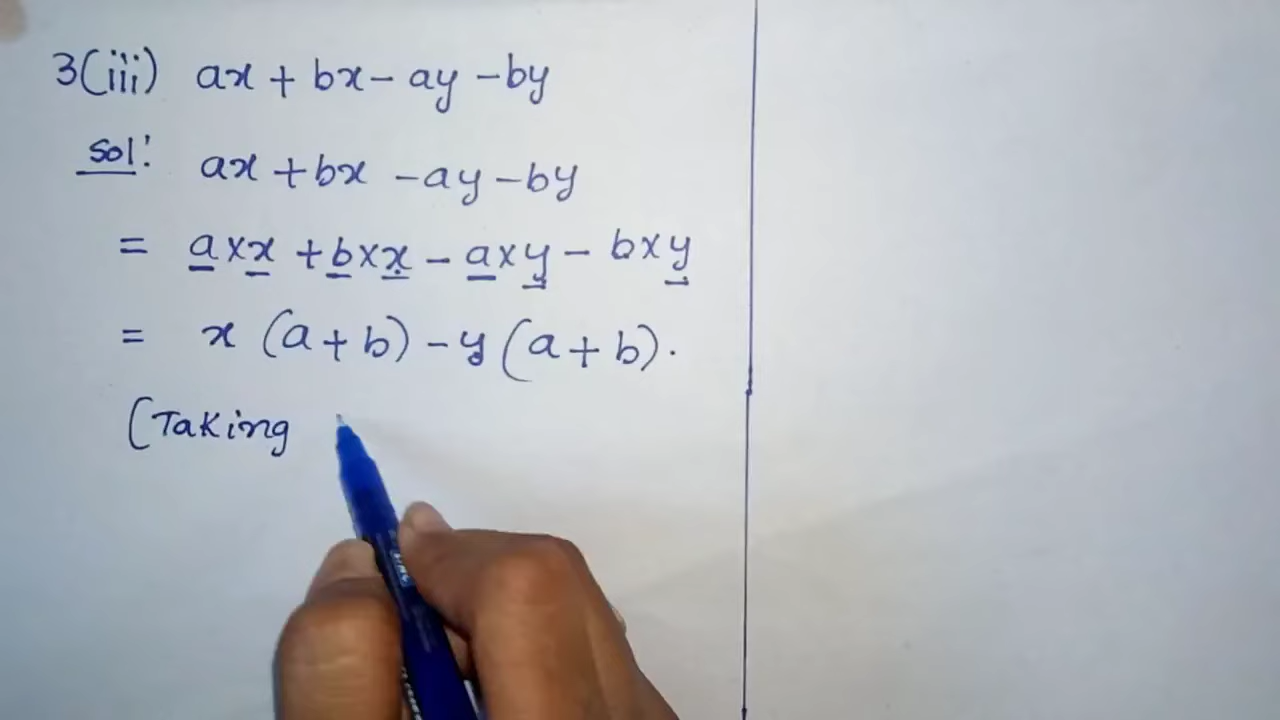 3(iii) ax + bx - ay - by
Sol: ax + bx - ay - by
= a×x + b×x - a×y - b×y
= x (a+b) - y (a+b).
(Taking